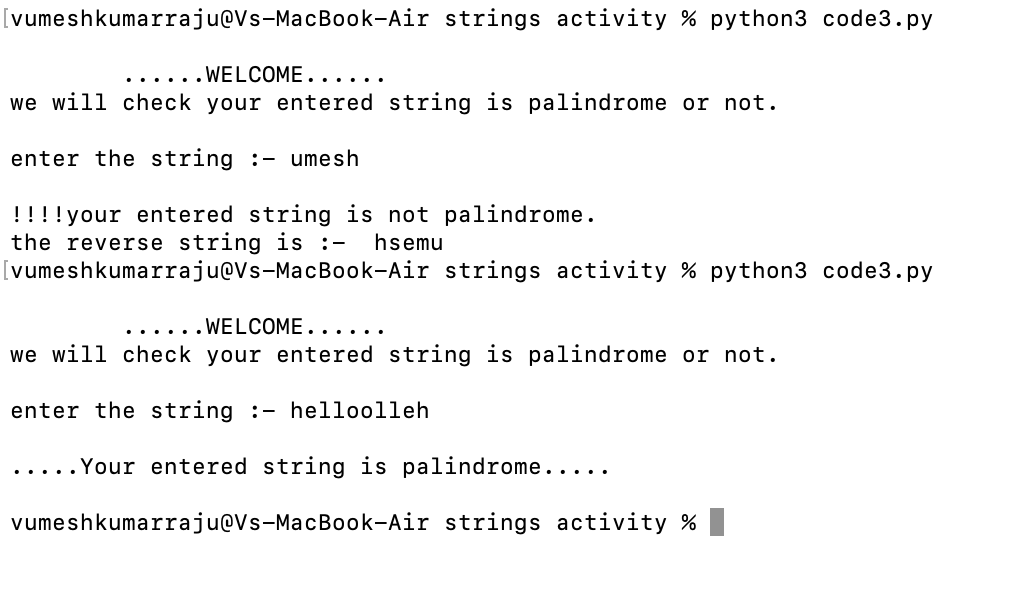 [vumeshkumarraju@Vs-MacBook-Air strings activity % python3 code3.py
......WELCOME......
we will check your entered string is palindrome or not.
enter the string :- umesh
!!!!your entered string is not palindrome.
the reverse string is :-  hsemu
[vumeshkumarraju@Vs-MacBook-Air strings activity % python3 code3.py
......WELCOME......
we will check your entered string is palindrome or not.
enter the string :- helloolleh
.....Your entered string is palindrome.....
vumeshkumarraju@Vs-MacBook-Air strings activity %